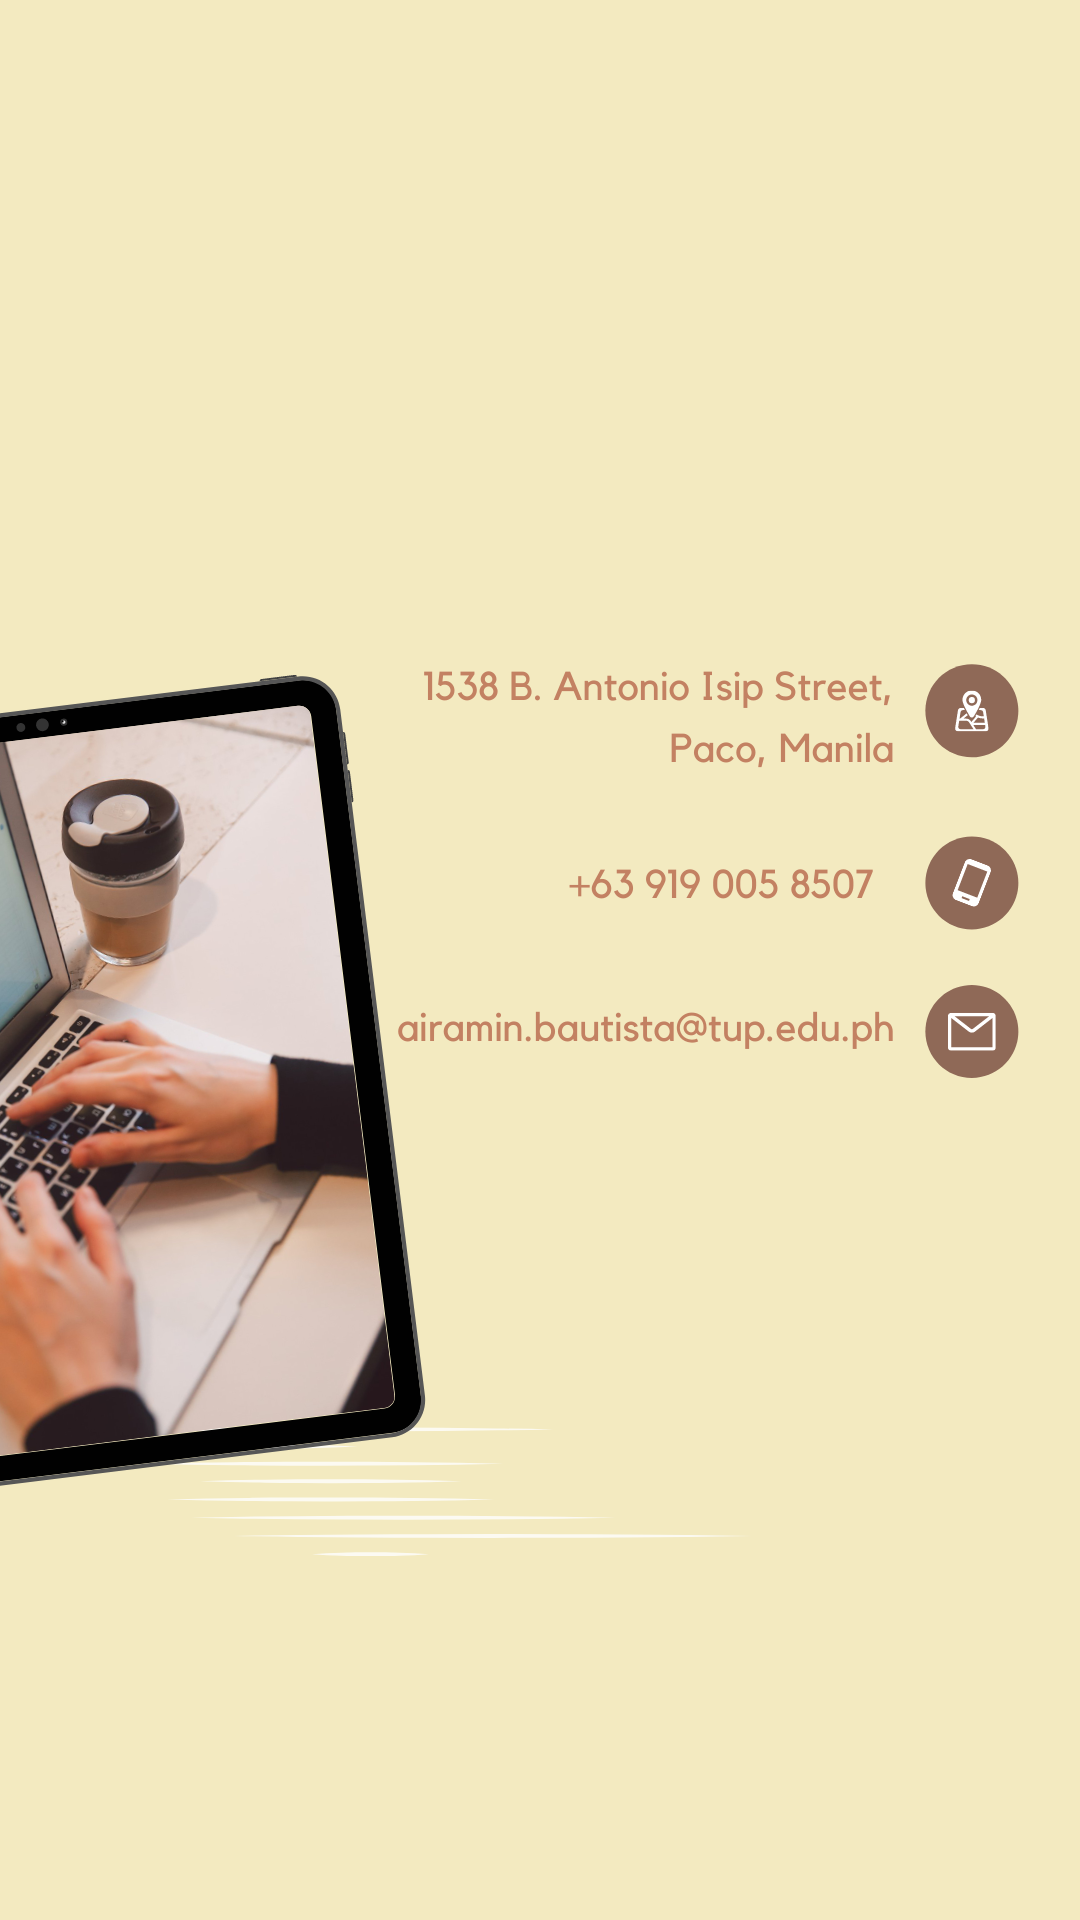 1538 B. Antonio Isip Street,
Paco, Manila
+63 919 005 8507
airamin.bautista@tup.edu.ph